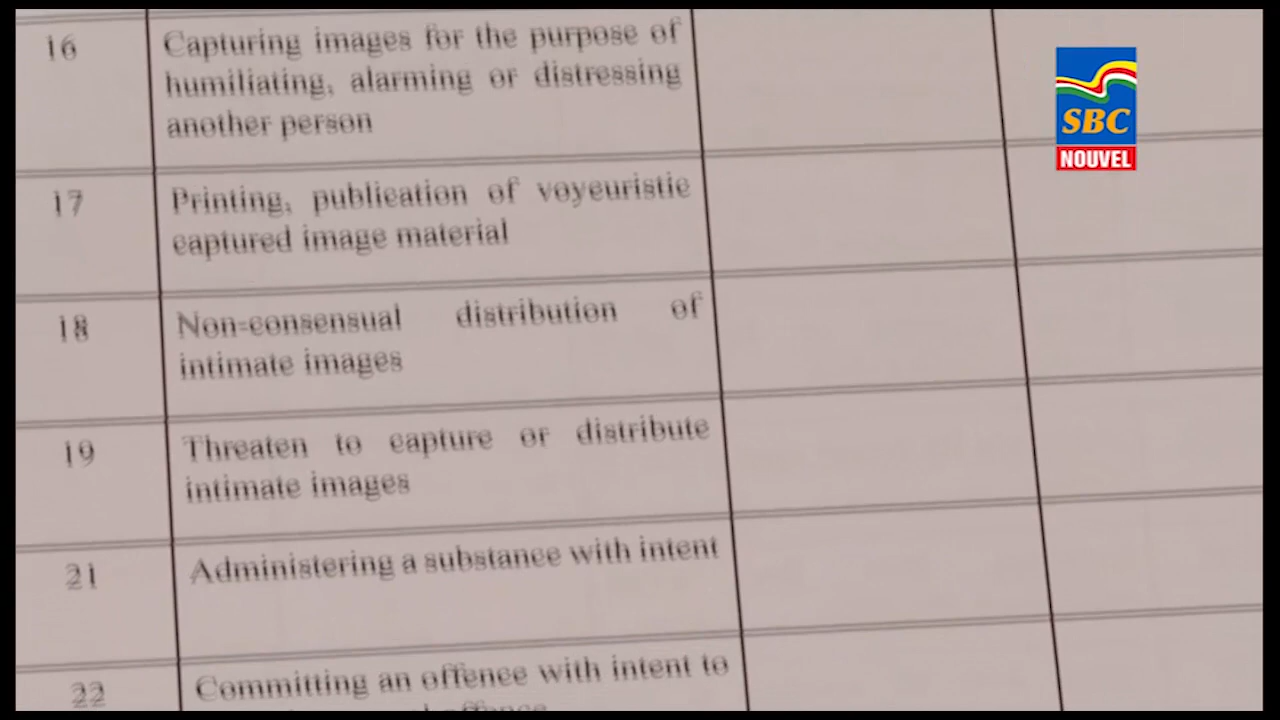 16
Capturing images for the purpose of
humiliating, alarming or distressing
another person
17
Printing, publication of voyeuristic
captured image material
18
Non-consensual distribution of
intimate images
19
Threaten to capture or distribute
intimate images
21
Administering a substance with intent
22
Committing an offence with intent to
offence
SBC
NOUVEL